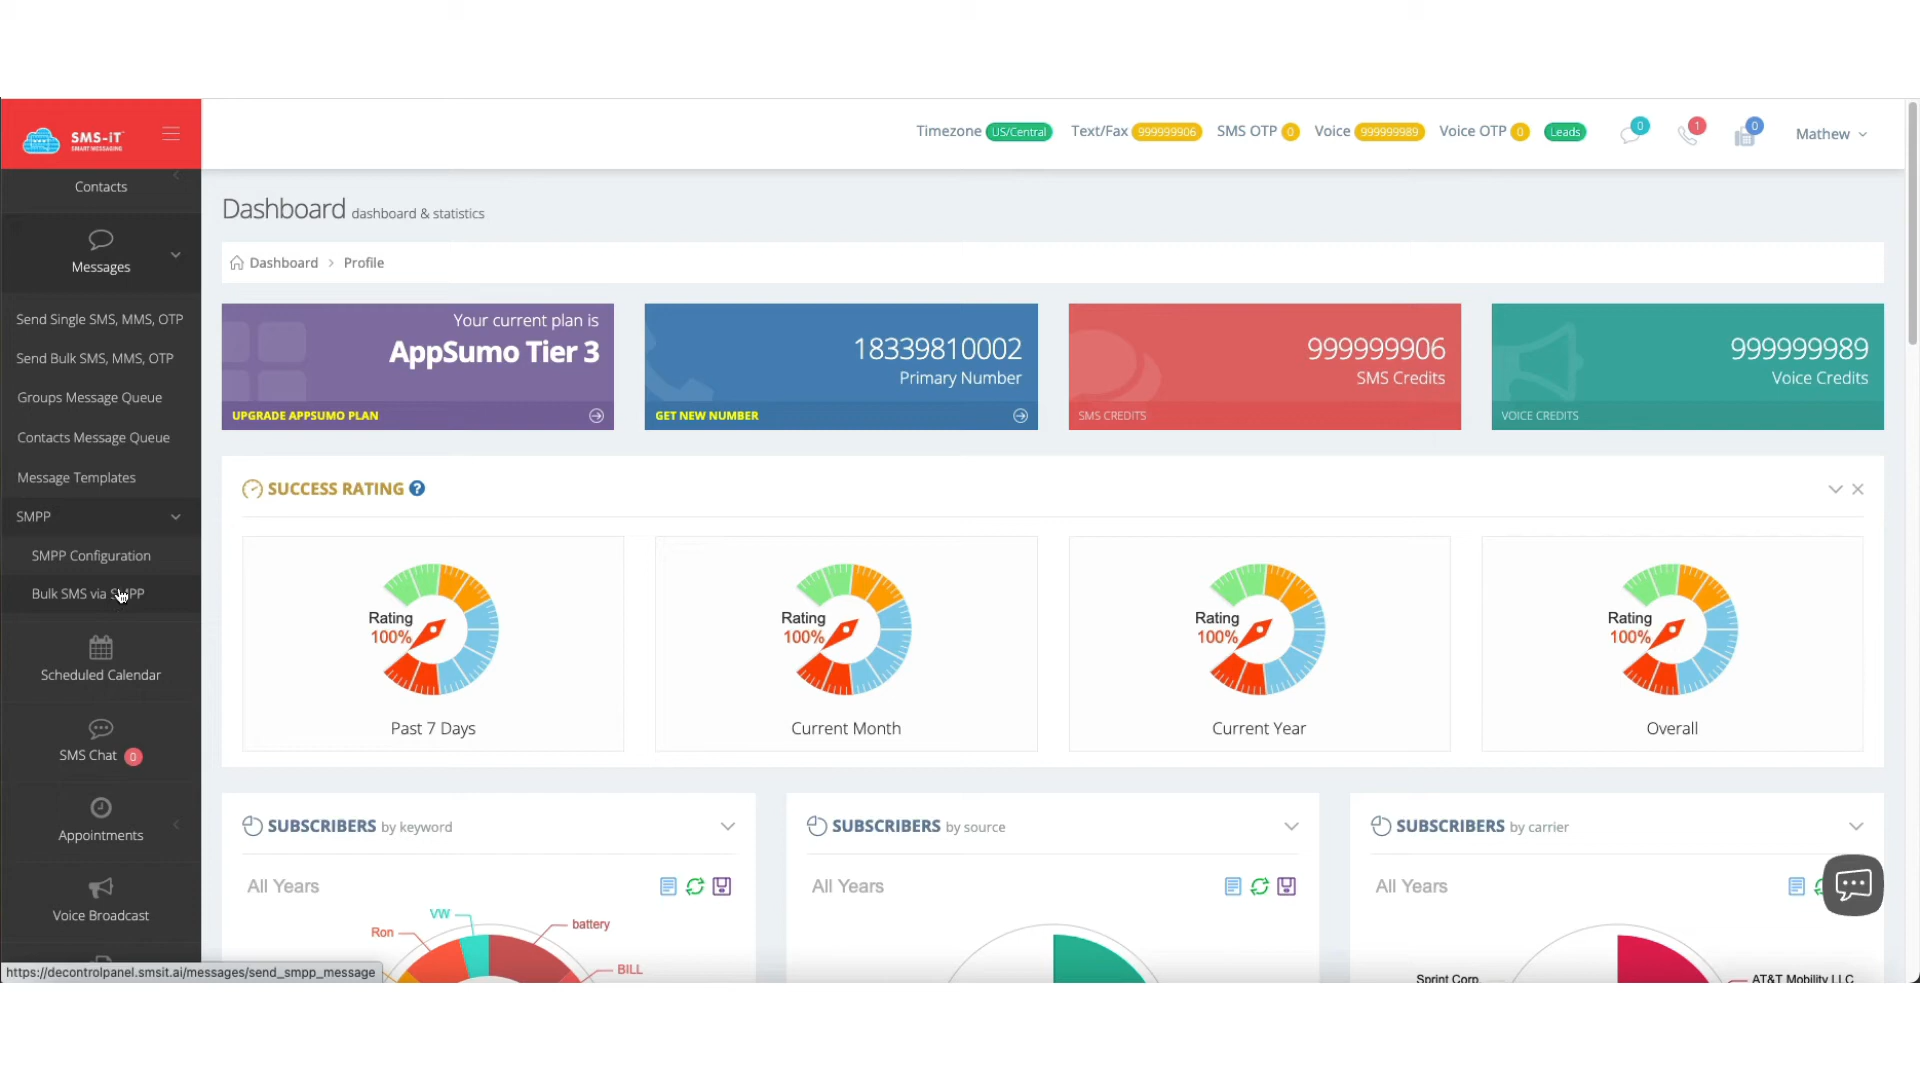 SMS-iT
SMART MESSAGING
Timezone US/Central Text/Fax 999999906 SMS OTP 0 Voice 999999989 Voice OTP 0 Leads 0 1 0 Mathew
Contacts
Messages
Send Single SMS, MMS, OTP
Send Bulk SMS, MMS, OTP
Groups Message Queue
Contacts Message Queue
Message Templates
SMPP
SMPP Configuration
Bulk SMS via SMPP
Scheduled Calendar
SMS Chat 0
Appointments
Voice Broadcast
https://decontrolpanel.smsit.ai/messages/send_smpp_message
Dashboard dashboard & statistics
Dashboard > Profile
Your current plan is
AppSumo Tier 3
UPGRADE APPSUMO PLAN
18339810002
Primary Number
GET NEW NUMBER
999999906
SMS Credits
SMS CREDITS
999999989
Voice Credits
VOICE CREDITS
SUCCESS RATING ?
Rating
100%
Past 7 Days
Rating
100%
Current Month
Rating
100%
Current Year
Rating
100%
Overall
SUBSCRIBERS by keyword
All Years
VW
Ron
battery
BILL
SUBSCRIBERS by source
All Years
SUBSCRIBERS by carrier
All Years
Sprint Corp.
AT&T Mobility LLC